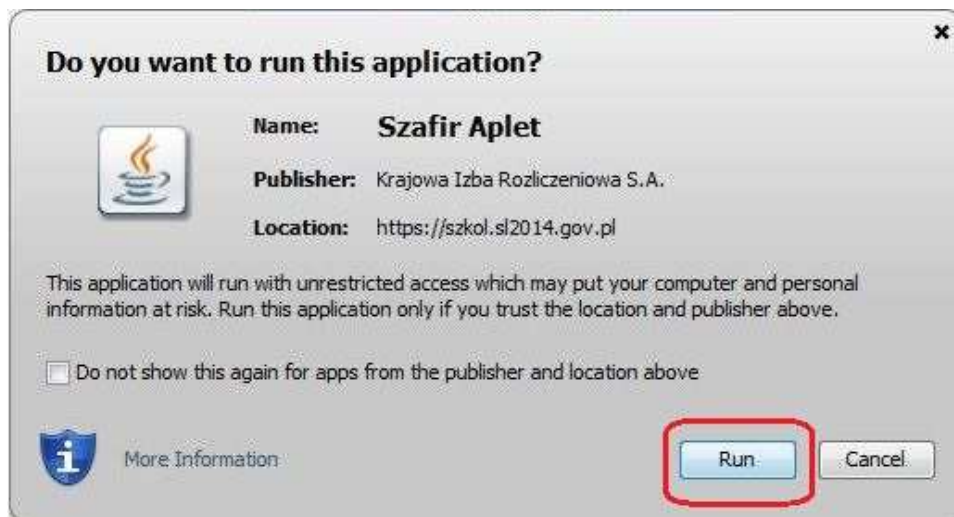 Do you want to run this application?
Name: Szafir Aplet
Publisher: Krajowa Izba Rozliczeniowa S.A.
Location: https://szkol.sl2014.gov.pl
This application will run with unrestricted access which may put your computer and personal
information at risk. Run this application only if you trust the location and publisher above.
Do not show this again for apps from the publisher and location above
More Information
Run
Cancel